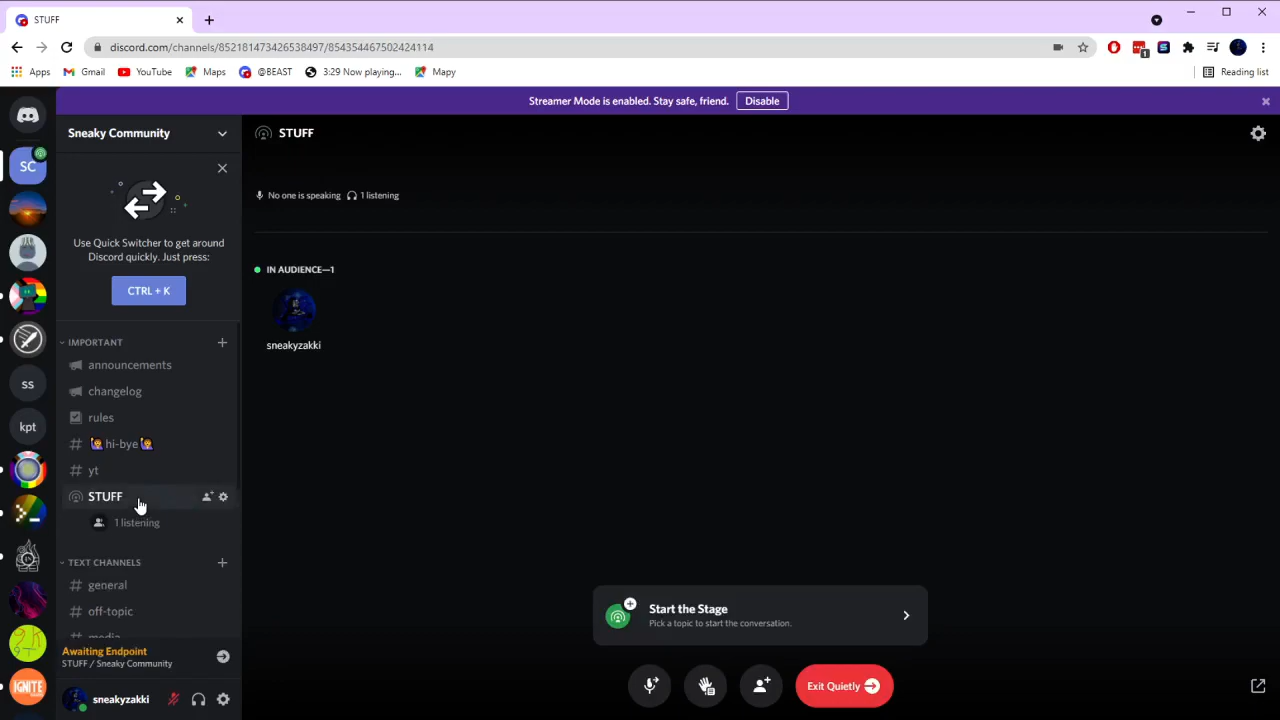 STUFF
discord.com/channels/852181473426538497/854354467502424114
1
Apps Gmail YouTube Maps @BEAST 3:29 Now playing... Mapy Reading list
Streamer Mode is enabled. Stay safe, friend. Disable
Sneaky Community
STUFF
SC
Use Quick Switcher to get around
Discord quickly. Just press:
CTRL + K
No one is speaking 1 listening
IN AUDIENCE—1
sneakyzakki
IMPORTANT
announcements
changelog
rules
🙋hi-bye🙋
yt
STUFF
1 listening
TEXT CHANNELS
general
off-topic
media
ss
kpt
IGNITE
Awaiting Endpoint
STUFF / Sneaky Community
sneakyzakki
Start the Stage
Pick a topic to start the conversation.
Exit Quietly